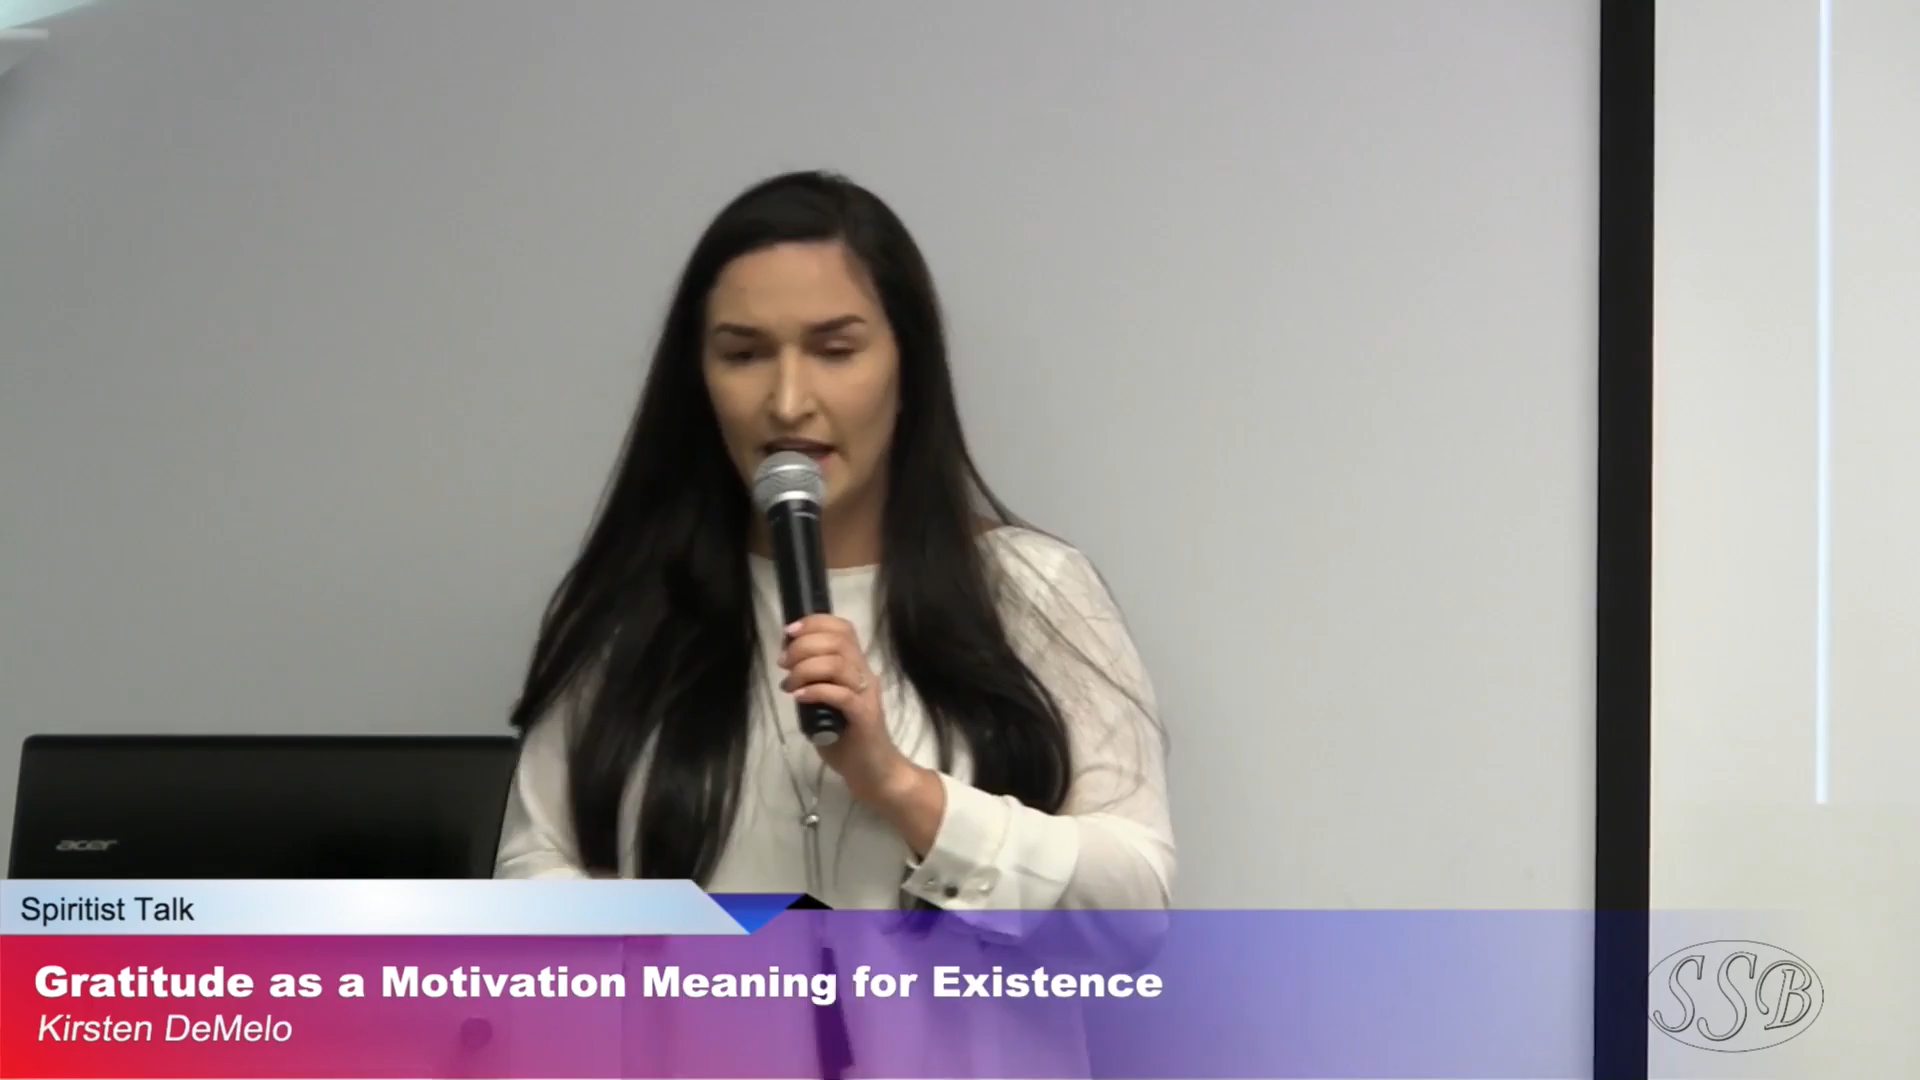 acer
Spiritist Talk
Gratitude as a Motivation Meaning for Existence
Kirsten DeMelo
SSB